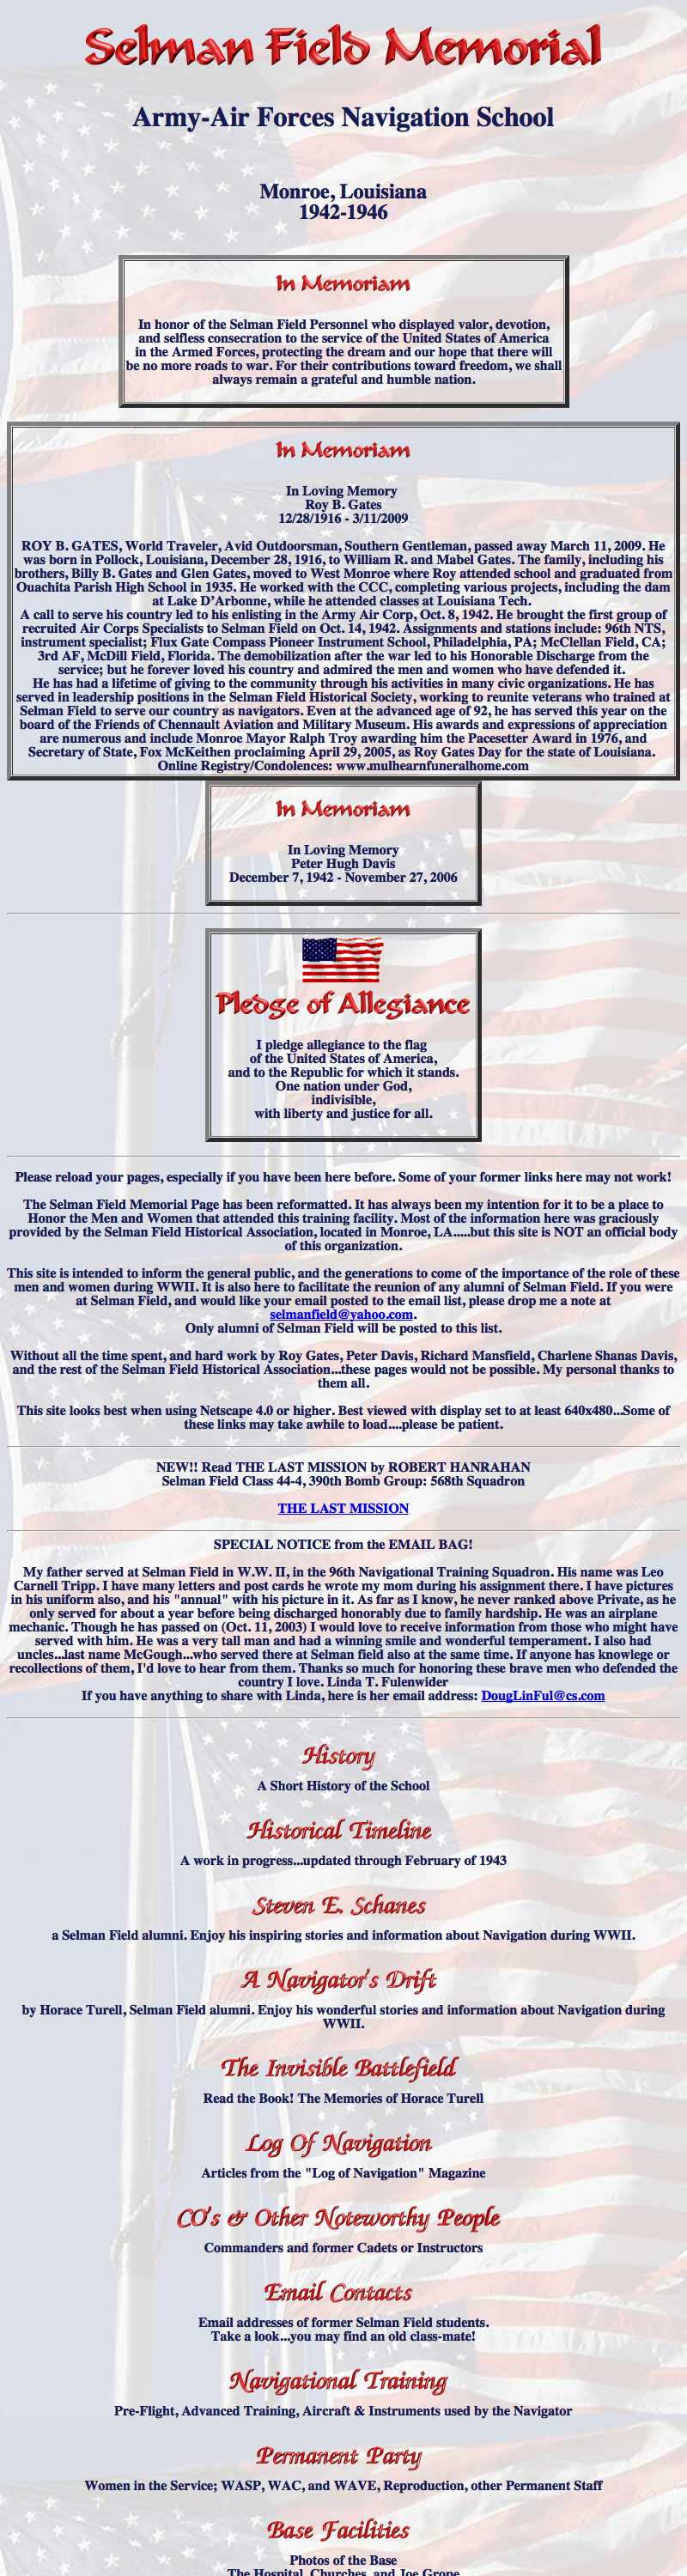 Selman Field Memorial
Army-Air Forces Navigation School
Monroe, Louisiana
1942-1946
In Memoriam
In honor of the Selman Field Personnel who displayed valor, devotion,
and selfless consecration to the service of the United States of America
in the Armed Forces, protecting the dream and our hope that there will
be no more roads to war. For their contributions toward freedom, we shall
always remain a grateful and humble nation.
In Memoriam
In Loving Memory
Roy B. Gates
12/28/1916 - 3/11/2009
ROY B. GATES, World Traveler, Avid Outdoorsman, Southern Gentleman, passed away March 11, 2009. He
was born in Pollock, Louisiana, December 28, 1916, to William R. and Mabel Gates. The family, including his
brothers, Billy B. Gates and Glen Gates, moved to West Monroe where Roy attended school and graduated from
Ouachita Parish High School in 1935. He worked with the CCC, completing various projects, including the dam
at Lake D’Arbonne, while he attended classes at Louisiana Tech.
A call to serve his country led to his enlisting in the Army Air Corp, Oct. 8, 1942. He brought the first group of
recruited Air Corps Specialists to Selman Field on Oct. 14, 1942. Assignments and stations include: 96th NTS,
instrument specialist; Flux Gate Compass Pioneer Instrument School, Philadelphia, PA; McClellan Field, CA;
3rd AF, McDill Field, Florida. The demobilization after the war led to his Honorable Discharge from the
service; but he forever loved his country and admired the men and women who have defended it.
He has had a lifetime of giving to the community through his activities in many civic organizations. He has
served in leadership positions in the Selman Field Historical Society, working to reunite veterans who trained at
Selman Field to serve our country as navigators. Even at the advanced age of 92, he has served this year on the
board of the Friends of Chennault Aviation and Military Museum. His awards and expressions of appreciation
are numerous and include Monroe Mayor Ralph Troy awarding him the Pacesetter Award in 1976, and
Secretary of State, Fox McKeithen proclaiming April 29, 2005, as Roy Gates Day for the state of Louisiana.
Online Registry/Condolences: www.mulhearnfuneralhome.com
In Memoriam
In Loving Memory
Peter Hugh Davis
December 7, 1942 - November 27, 2006
Pledge of Allegiance
I pledge allegiance to the flag
of the United States of America,
and to the Republic for which it stands.
One nation under God,
indivisible,
with liberty and justice for all.
Please reload your pages, especially if you have been here before. Some of your former links here may not work!
The Selman Field Memorial Page has been reformatted. It has always been my intention for it to be a place to
Honor the Men and Women that attended this training facility. Most of the information here was graciously
provided by the Selman Field Historical Association, located in Monroe, LA.....but this site is NOT an official body
of this organization.
This site is intended to inform the general public, and the generations to come of the importance of the role of these
men and women during WWII. It is also here to facilitate the reunion of any alumni of Selman Field. If you were
at Selman Field, and would like your email posted to the email list, please drop me a note at
selmanfield@yahoo.com.
Only alumni of Selman Field will be posted to this list.
Without all the time spent, and hard work by Roy Gates, Peter Davis, Richard Mansfield, Charlene Shanas Davis,
and the rest of the Selman Field Historical Association...these pages would not be possible. My personal thanks to
them all.
This site looks best when using Netscape 4.0 or higher. Best viewed with display set to at least 640x480...Some of
these links may take awhile to load....please be patient.
NEW!! Read THE LAST MISSION by ROBERT HANRAHAN
Selman Field Class 44-4, 390th Bomb Group: 568th Squadron
THE LAST MISSION
SPECIAL NOTICE from the EMAIL BAG!
My father served at Selman Field in W.W. II, in the 96th Navigational Training Squadron. His name was Leo
Carnell Tripp. I have many letters and post cards he wrote my mom during his assignment there. I have pictures
in his uniform also, and his "annual" with his picture in it. As far as I know, he never ranked above Private, as he
only served for about a year before being discharged honorably due to family hardship. He was an airplane
mechanic. Though he has passed on (Oct. 11, 2003) I would love to receive information from those who might have
served with him. He was a very tall man and had a winning smile and wonderful temperament. I also had
uncles...last name McGough...who served there at Selman field also at the same time. If anyone has knowlege or
recollections of them, I'd love to hear from them. Thanks so much for honoring these brave men who defended the
country I love. Linda T. Fulenwider
If you have anything to share with Linda, here is her email address: DougLinFul@cs.com
History
A Short History of the School
Historical Timeline
A work in progress...updated through February of 1943
Steven E. Schanes
a Selman Field alumni. Enjoy his inspiring stories and information about Navigation during WWII.
A Navigator's Drift
by Horace Turell, Selman Field alumni. Enjoy his wonderful stories and information about Navigation during
WWII.
The Invisible Battlefield
Read the Book! The Memories of Horace Turell
Log Of Navigation
Articles from the "Log of Navigation" Magazine
CO's & Other Noteworthy People
Commanders and former Cadets or Instructors
Email Contacts
Email addresses of former Selman Field students.
Take a look...you may find an old class-mate!
Navigational Training
Pre-Flight, Advanced Training, Aircraft & Instruments used by the Navigator
Permanent Party
Women in the Service; WASP, WAC, and WAVE, Reproduction, other Permanent Staff
Base Facilities
Photos of the Base
The Hospital, Churches, and Joe Grope